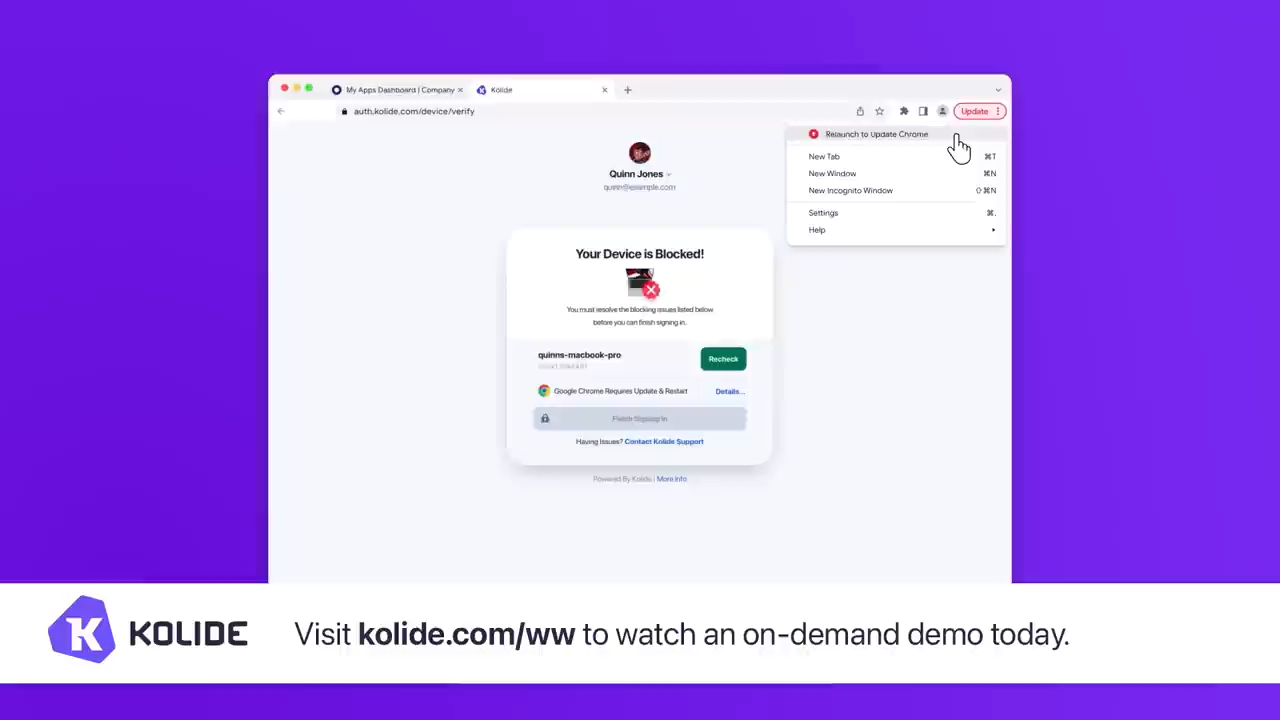 My Apps Dashboard | Company
Kolide
auth.kolide.com/device/verify
Update
Relaunch to Update Chrome
New Tab ⌘T
New Window ⌘N
New Incognito Window ⇧⌘N
Settings ⌘,
Help
Quinn Jones
quinn@example.com
Your Device is Blocked!
You must resolve the blocking issues listed below
before you can finish signing in.
quinns-macbook-pro
Recheck
Google Chrome Requires Update & Restart Details...
Finish Signing In
Having Issues? Contact Kolide Support
Powered By Kolide | More Info
KOLIDE
Visit kolide.com/ww to watch an on-demand demo today.